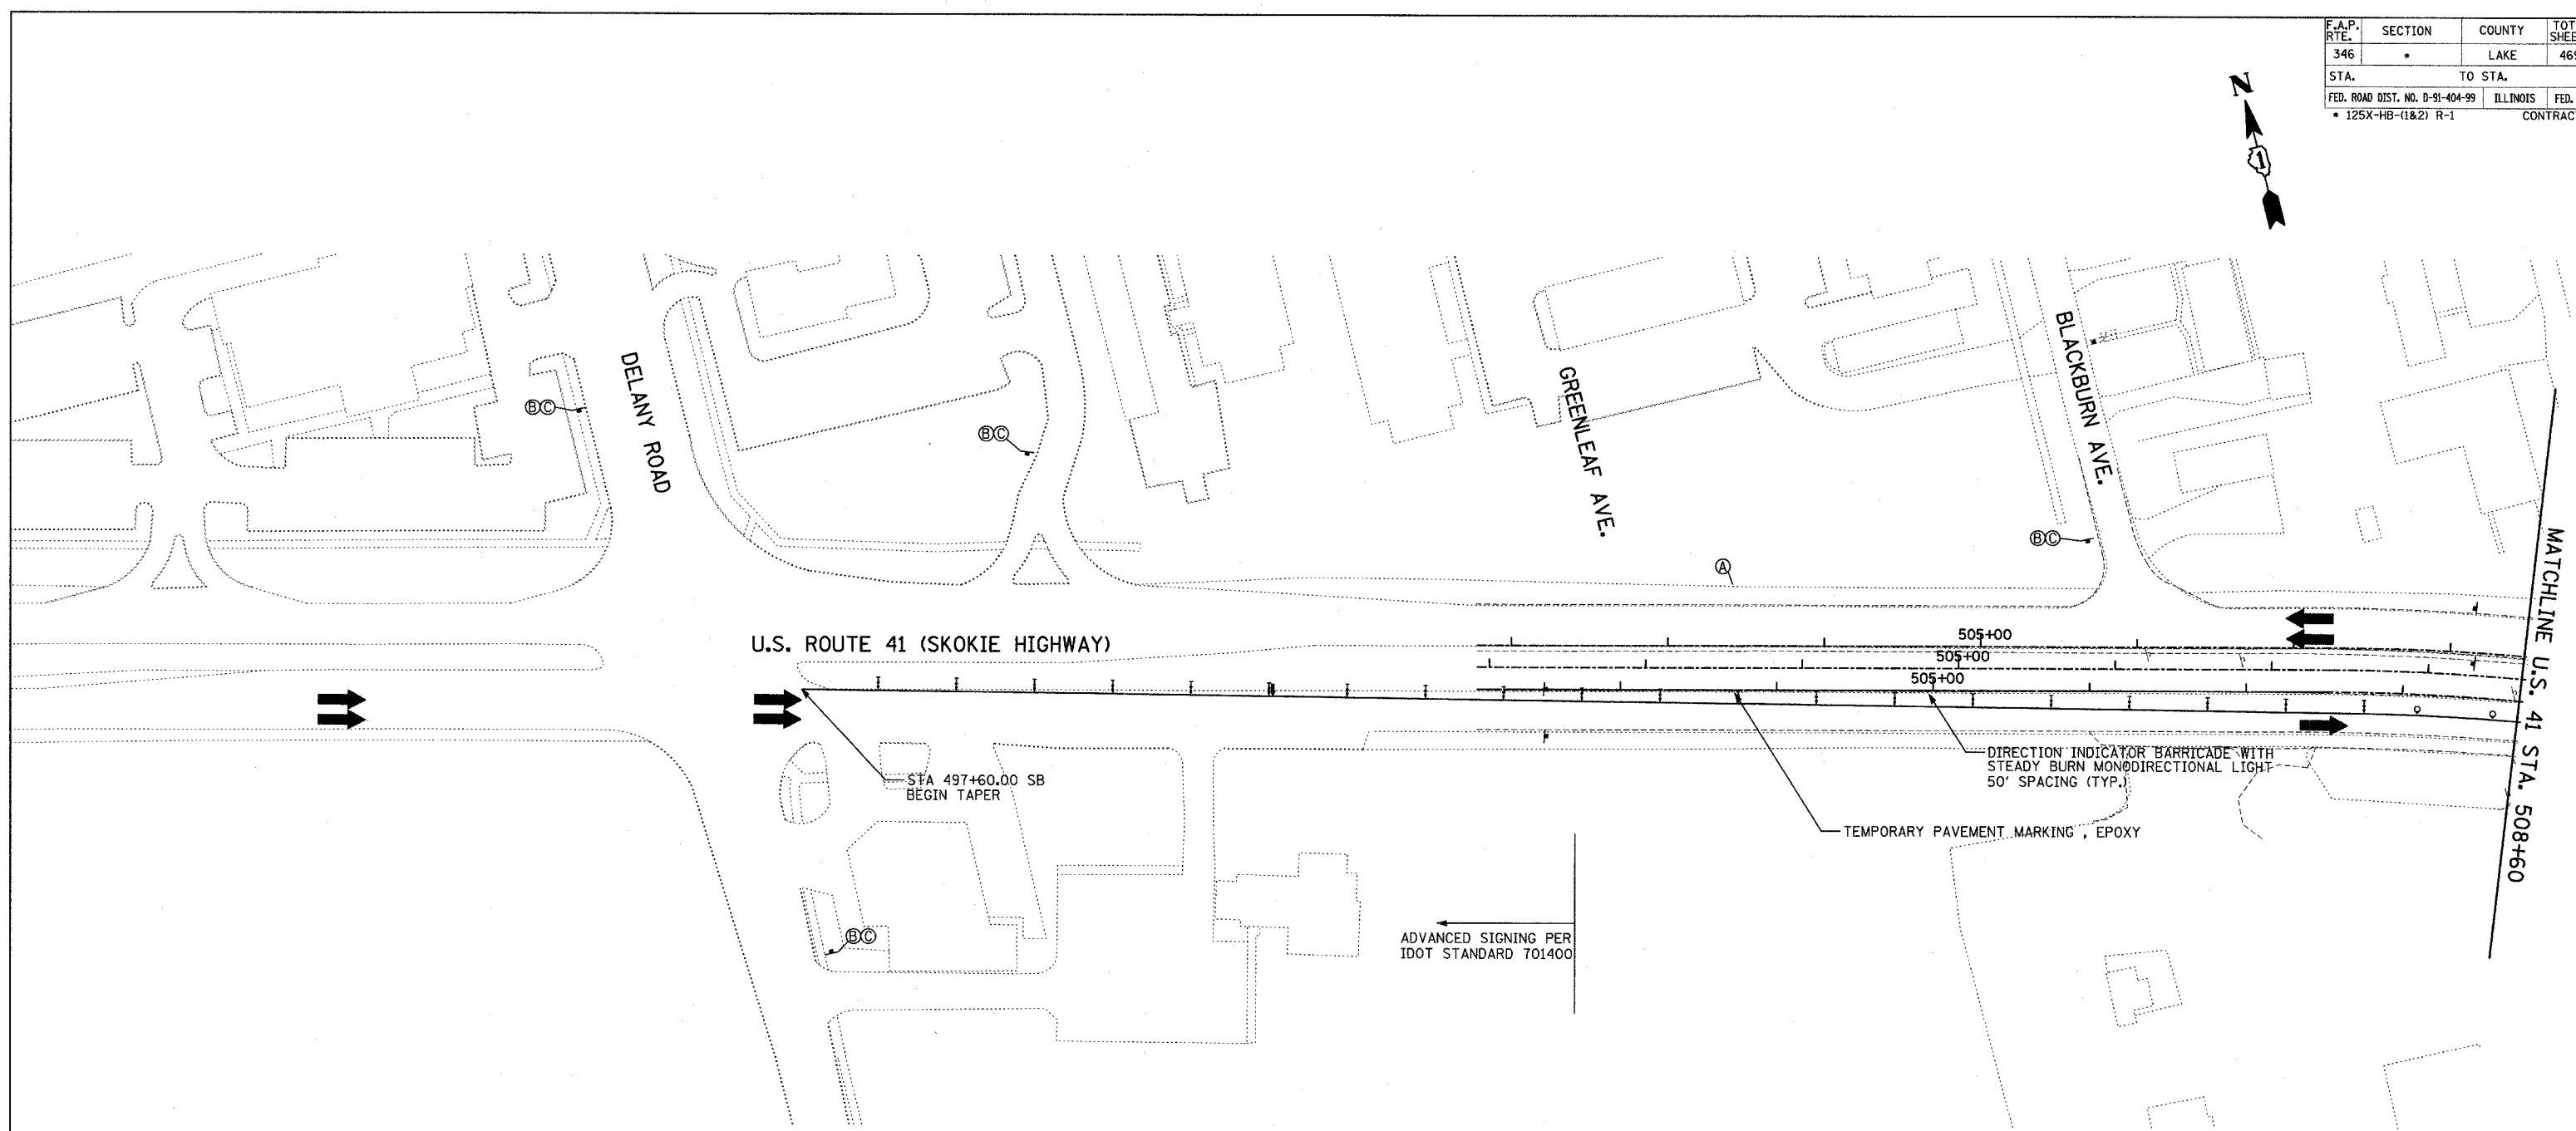 F.A.P. RTE. SECTION COUNTY
346 * LAKE
STA. TO STA.
FED. ROAD DIST. NO. D-91-404-99 ILLINOIS FED.
* 125X-HB-(1&2) R-1
N
1
DELANY ROAD
GREENLEAF AVE.
BLACKBURN AVE.
B C
B C
B C
A
U.S. ROUTE 41 (SKOKIE HIGHWAY)
505+00
505+00
505+00
STA 497+60.00 SB
BEGIN TAPER
DIRECTION INDICATOR BARRICADE WITH
STEADY BURN MONODIRECTIONAL LIGHT
50' SPACING (TYP.)
TEMPORARY PAVEMENT MARKING , EPOXY
B C
ADVANCED SIGNING PER
IDOT STANDARD 701400
MATCHLINE U.S. 41 STA. 508+60